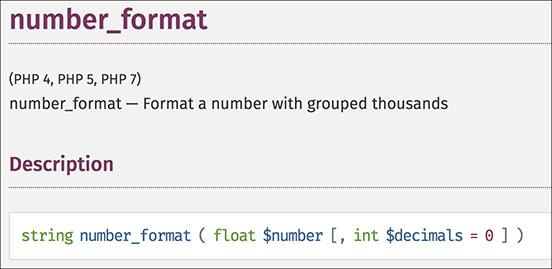 number_format
(PHP 4, PHP 5, PHP 7)
number_format — Format a number with grouped thousands
Description
string number_format ( float $number [, int $decimals = 0 ] )